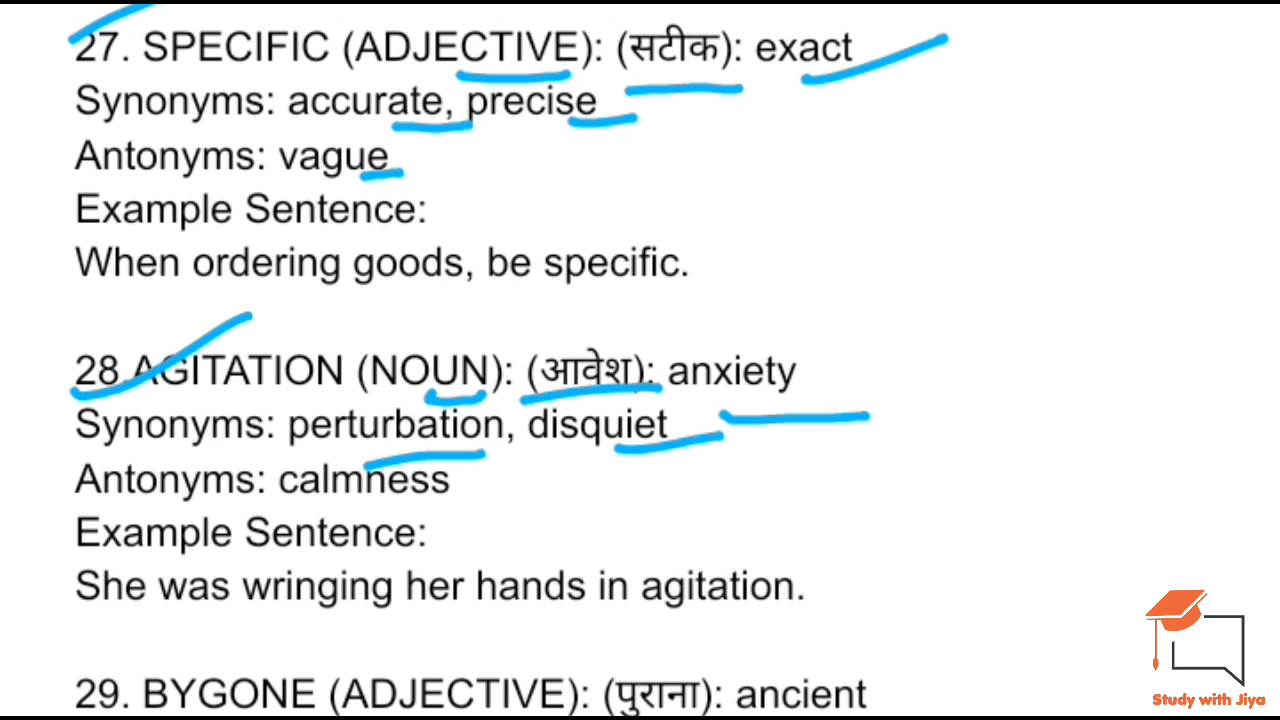 27. SPECIFIC (ADJECTIVE): (सटीक): exact
Synonyms: accurate, precise
Antonyms: vague
Example Sentence:
When ordering goods, be specific.
28 AGITATION (NOUN): (आवेश): anxiety
Synonyms: perturbation, disquiet
Antonyms: calmness
Example Sentence:
She was wringing her hands in agitation.
29. BYGONE (ADJECTIVE): (पुराना): ancient
Study with Jiya